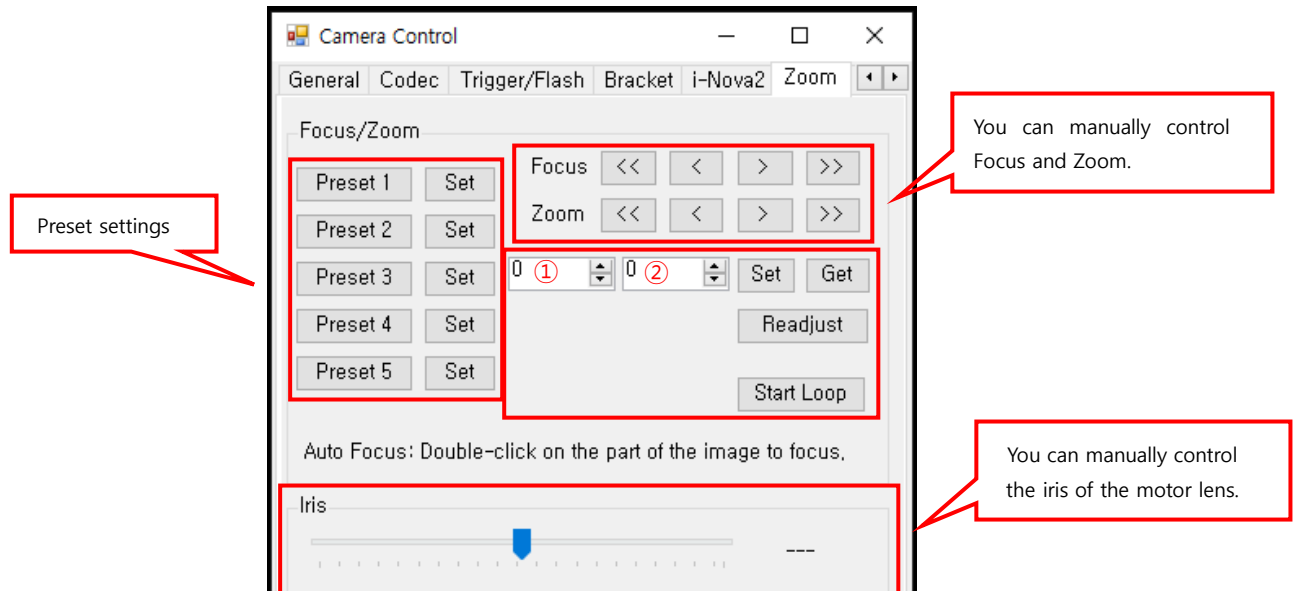 Camera Control
General Codec Trigger/Flash Bracket i-Nova2 Zoom
Focus/Zoom
Preset 1 Set
Preset 2 Set
Preset 3 Set
Preset 4 Set
Preset 5 Set
Focus << < > >>
Zoom << < > >>
0 ① 0 ② Set Get
Readjust
Start Loop
Auto Focus: Double-click on the part of the image to focus,
Iris
---
Preset settings
You can manually control
Focus and Zoom.
You can manually control
the iris of the motor lens.